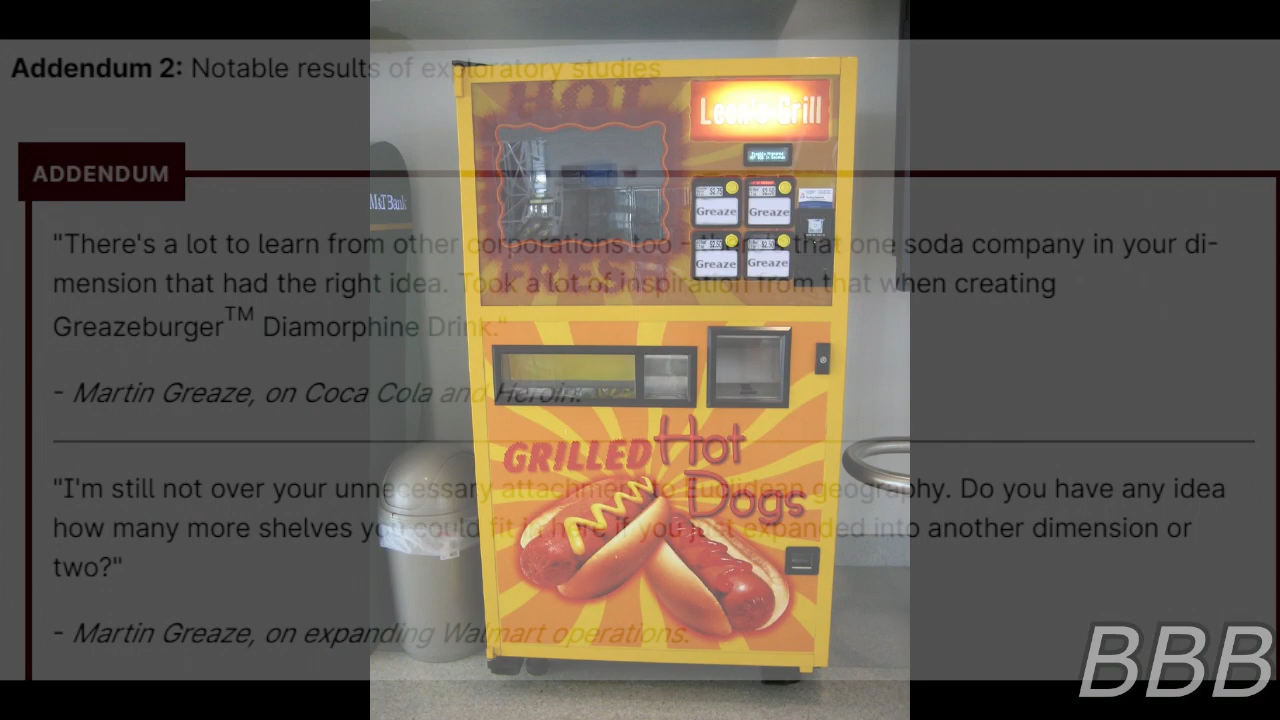 Addendum 2: Notable results of exploratory studies
ADDENDUM
"There's a lot to learn from other corporations too - there's that one soda company in your di-
mension that had the right idea. Took a lot of inspiration from that when creating
Greazeburger™ Diamorphine Drink."
- Martin Greaze, on Coca Cola and Heroin.
"I'm still not over your unnecessary attachment to Euclidean geography. Do you have any idea
how many more shelves you could fit in here if you just expanded into another dimension or
two?"
- Martin Greaze, on expanding Walmart operations.
HOT
FRESH
Leon's Grill
M&T Bank
Greaze
Greaze
Greaze
Greaze
GRILLED Hot
Dogs
BBB